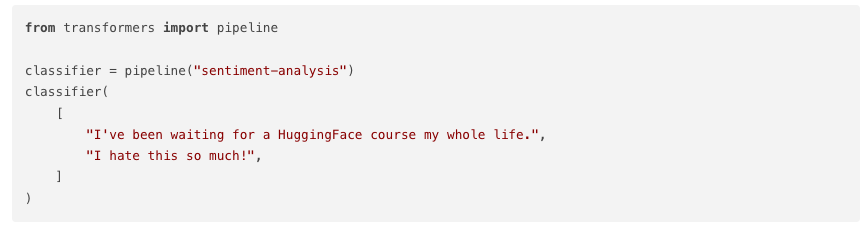 from transformers import pipeline

classifier = pipeline("sentiment-analysis")
classifier(
    [
        "I've been waiting for a HuggingFace course my whole life.",
        "I hate this so much!",
    ]
)